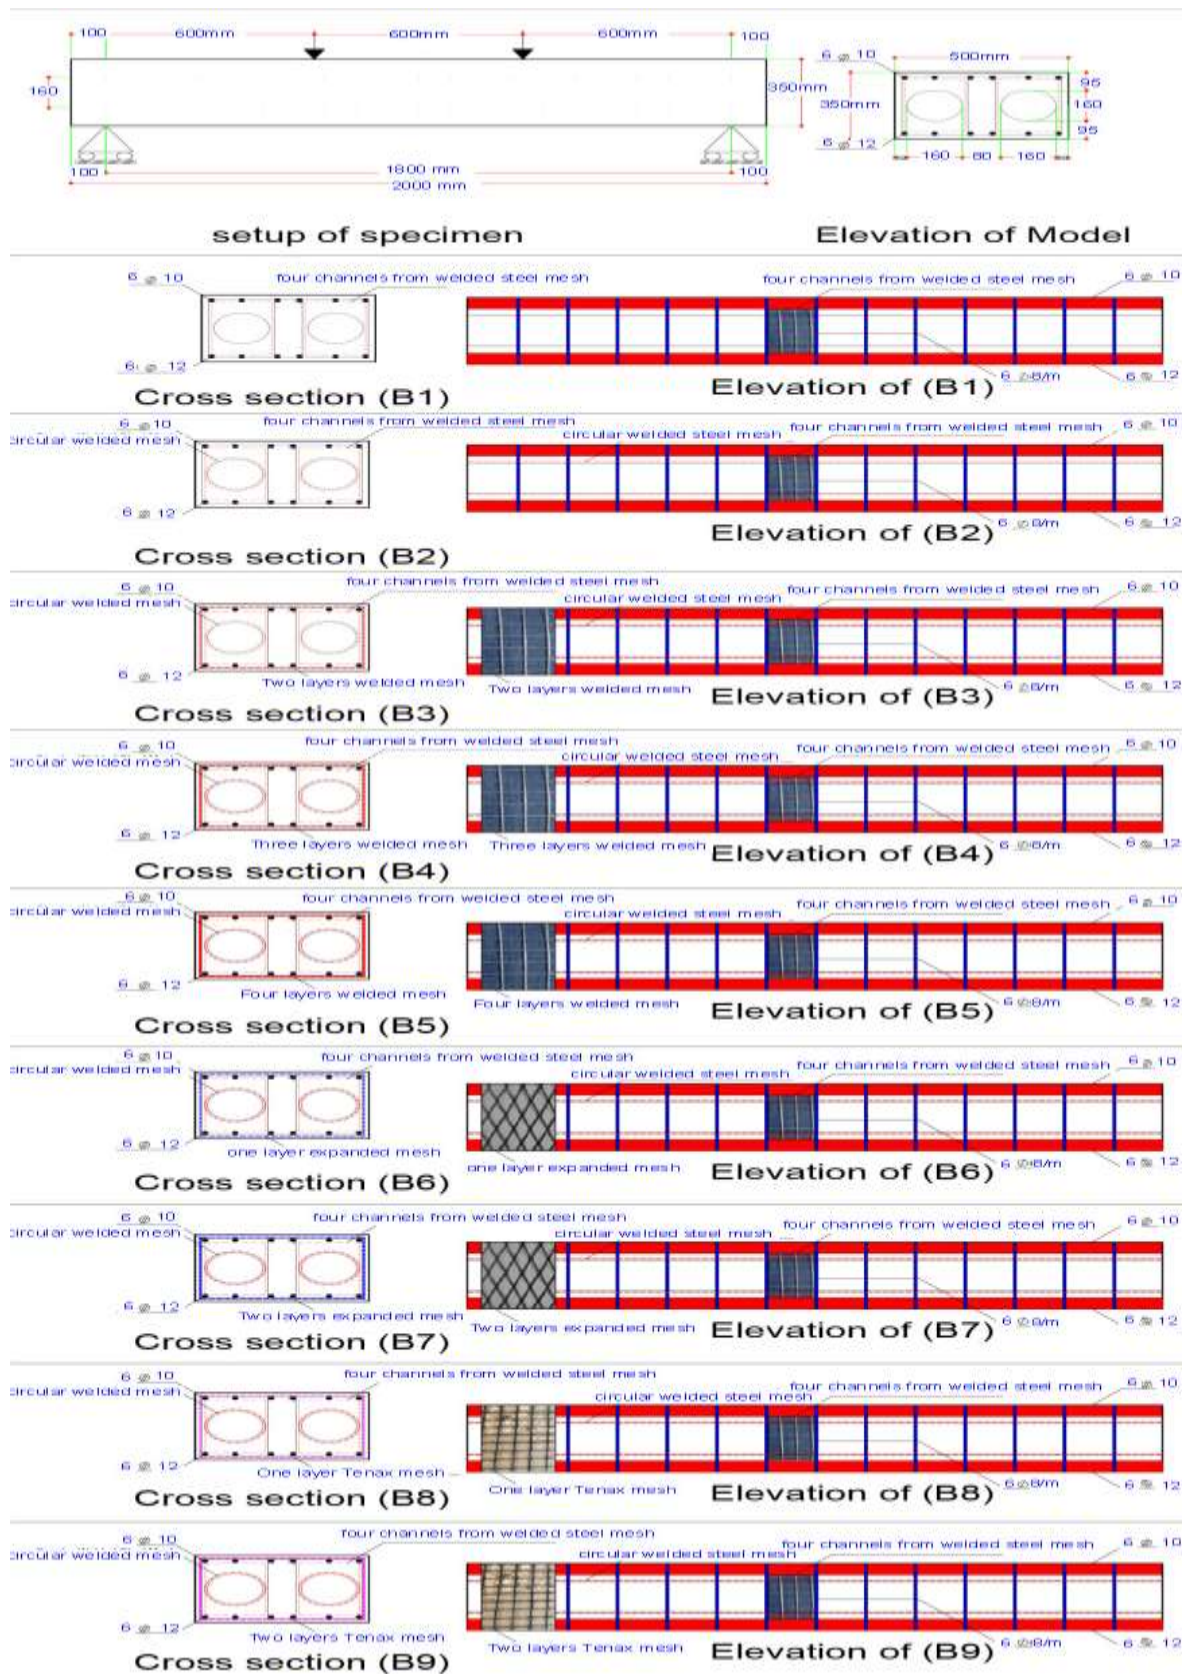 100 600mm 600mm 600mm 100
6 ⌀ 10 500mm
160 350mm 350mm 95 160 95
6 ⌀ 12 160 80 160
100 1800 mm 100
2000 mm
setup of specimen Elevation of Model
6 ⌀ 10 four channels from welded steel mesh four channels from welded steel mesh 6 ⌀ 10
6 ⌀ 12 6 ⌀8/m 6 ⌀ 12
Cross section (B1) Elevation of (B1)
6 ⌀ 10 four channels from welded steel mesh four channels from welded steel mesh 6 ⌀ 10
circular welded mesh circular welded steel mesh
6 ⌀ 12 6 ⌀8/m 6 ⌀ 12
Cross section (B2) Elevation of (B2)
6 ⌀ 10 four channels from welded steel mesh four channels from welded steel mesh 6 ⌀ 10
circular welded mesh circular welded steel mesh
6 ⌀ 12 Two layers welded mesh Two layers welded mesh 6 ⌀8/m 6 ⌀ 12
Cross section (B3) Elevation of (B3)
6 ⌀ 10 four channels from welded steel mesh four channels from welded steel mesh 6 ⌀ 10
circular welded mesh circular welded steel mesh
6 ⌀ 12 Three layers welded mesh Three layers welded mesh 6 ⌀8/m 6 ⌀ 12
Cross section (B4) Elevation of (B4)
6 ⌀ 10 four channels from welded steel mesh four channels from welded steel mesh 6 ⌀ 10
circular welded mesh circular welded steel mesh
6 ⌀ 12 Four layers welded mesh Four layers welded mesh 6 ⌀8/m 6 ⌀ 12
Cross section (B5) Elevation of (B5)
6 ⌀ 10 four channels from welded steel mesh four channels from welded steel mesh 6 ⌀ 10
circular welded mesh circular welded steel mesh
6 ⌀ 12 one layer expanded mesh one layer expanded mesh 6 ⌀8/m 6 ⌀ 12
Cross section (B6) Elevation of (B6)
6 ⌀ 10 four channels from welded steel mesh four channels from welded steel mesh 6 ⌀ 10
circular welded mesh circular welded steel mesh ...
6 ⌀ 12 Two layers expanded mesh Two layers expanded mesh 6 ⌀8/m 6 ⌀ 12
Cross section (B7) Elevation of (B7)
6 ⌀ 10 four channels from welded steel mesh four channels from welded steel mesh 6 ⌀ 10
circular welded mesh circular welded steel mesh
6 ⌀ 12 One layer Tenax mesh One layer Tenax mesh 6 ⌀8/m 6 ⌀ 12
Cross section (B8) Elevation of (B8)
6 ⌀ 10 four channels from welded steel mesh four channels from welded steel mesh 6 ⌀ 10
circular welded mesh circular welded steel mesh
6 ⌀ 12 Two layers Tenax mesh Two layers Tenax mesh 6 ⌀8/m 6 ⌀ 12
Cross section (B9) Elevation of (B9)